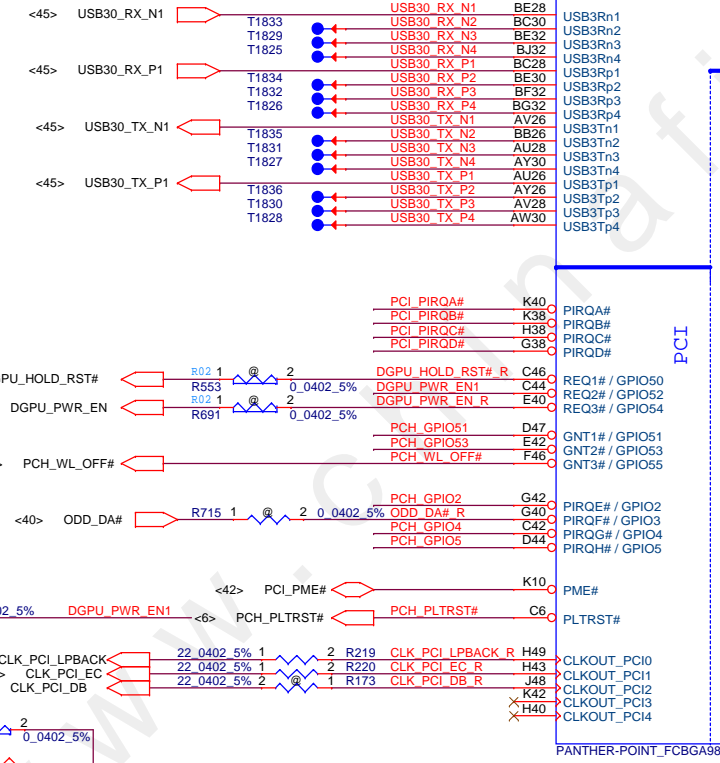 USB30_RX_N1 BE28
<45> USB30_RX_N1 USB3Rn1
T1833 USB30_RX_N2 BC30 USB3Rn2
T1829 USB30_RX_N3 BE32 USB3Rn3
T1825 USB30_RX_N4 BJ32 USB3Rn4
<45> USB30_RX_P1 USB30_RX_P1 BC28 USB3Rp1
T1834 USB30_RX_P2 BE30 USB3Rp2
T1832 USB30_RX_P3 BF32 USB3Rp3
T1826 USB30_RX_P4 BG32 USB3Rp4
<45> USB30_TX_N1 USB30_TX_N1 AV26 USB3Tn1
T1835 USB30_TX_N2 BB26 USB3Tn2
T1831 USB30_TX_N3 AU28 USB3Tn3
T1827 USB30_TX_N4 AY30 USB3Tn4
<45> USB30_TX_P1 USB30_TX_P1 AU26 USB3Tp1
T1836 USB30_TX_P2 AY26 USB3Tp2
T1830 USB30_TX_P3 AV28 USB3Tp3
T1828 USB30_TX_P4 AW30 USB3Tp4
PCI_PIRQA# K40 PIRQA#
PCI_PIRQB# K38 PIRQB#
PCI_PIRQC# H38 PIRQC#
PCI_PIRQD# G38 PIRQD#
PCI
PU_HOLD_RST# R02 1 @ 2 DGPU_HOLD_RST#_R C46 REQ1# / GPIO50
R553 0_0402_5% DGPU_PWR_EN1 C44 REQ2# / GPIO52
DGPU_PWR_EN R02 1 @ 2 DGPU_PWR_EN_R E40 REQ3# / GPIO54
R691 0_0402_5%
PCH_GPIO51 D47 GNT1# / GPIO51
PCH_GPIO53 E42 GNT2# / GPIO53
> PCH_WL_OFF# PCH_WL_OFF# F46 GNT3# / GPIO55
PCH_GPIO2 G42 PIRQE# / GPIO2
<40> ODD_DA# R715 1 @ 2 0_0402_5% ODD_DA#_R G40 PIRQF# / GPIO3
PCH_GPIO4 C42 PIRQG# / GPIO4
PCH_GPIO5 D44 PIRQH# / GPIO5
<42> PCI_PME# K10 PME#
02_5% DGPU_PWR_EN1 <6> PCH_PLTRST# PCH_PLTRST# C6 PLTRST#
CLK_PCI_LPBACK 22_0402_5% 1 2 R219 CLK_PCI_LPBACK_R H49 CLKOUT_PCI0
> CLK_PCI_EC 22_0402_5% 1 2 R220 CLK_PCI_EC_R H43 CLKOUT_PCI1
CLK_PCI_DB 22_0402_5% 2 @ 1 R173 CLK_PCI_DB_R J48 CLKOUT_PCI2
K42 CLKOUT_PCI3
H40 CLKOUT_PCI4
2
0_0402_5%
PANTHER-POINT_FCBGA98